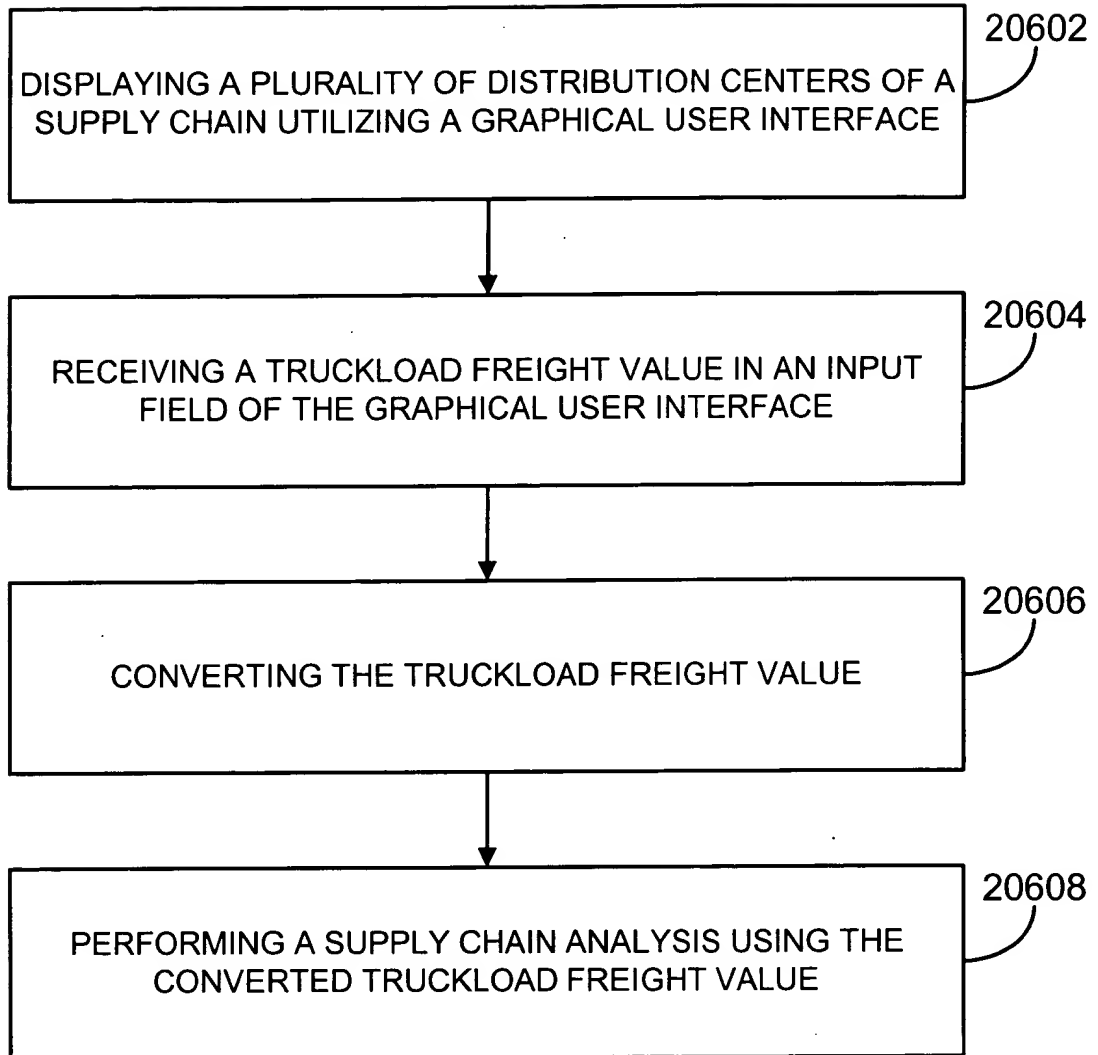 20602
DISPLAYING A PLURALITY OF DISTRIBUTION CENTERS OF A
SUPPLY CHAIN UTILIZING A GRAPHICAL USER INTERFACE
20604
RECEIVING A TRUCKLOAD FREIGHT VALUE IN AN INPUT
FIELD OF THE GRAPHICAL USER INTERFACE
20606
CONVERTING THE TRUCKLOAD FREIGHT VALUE
20608
PERFORMING A SUPPLY CHAIN ANALYSIS USING THE
CONVERTED TRUCKLOAD FREIGHT VALUE